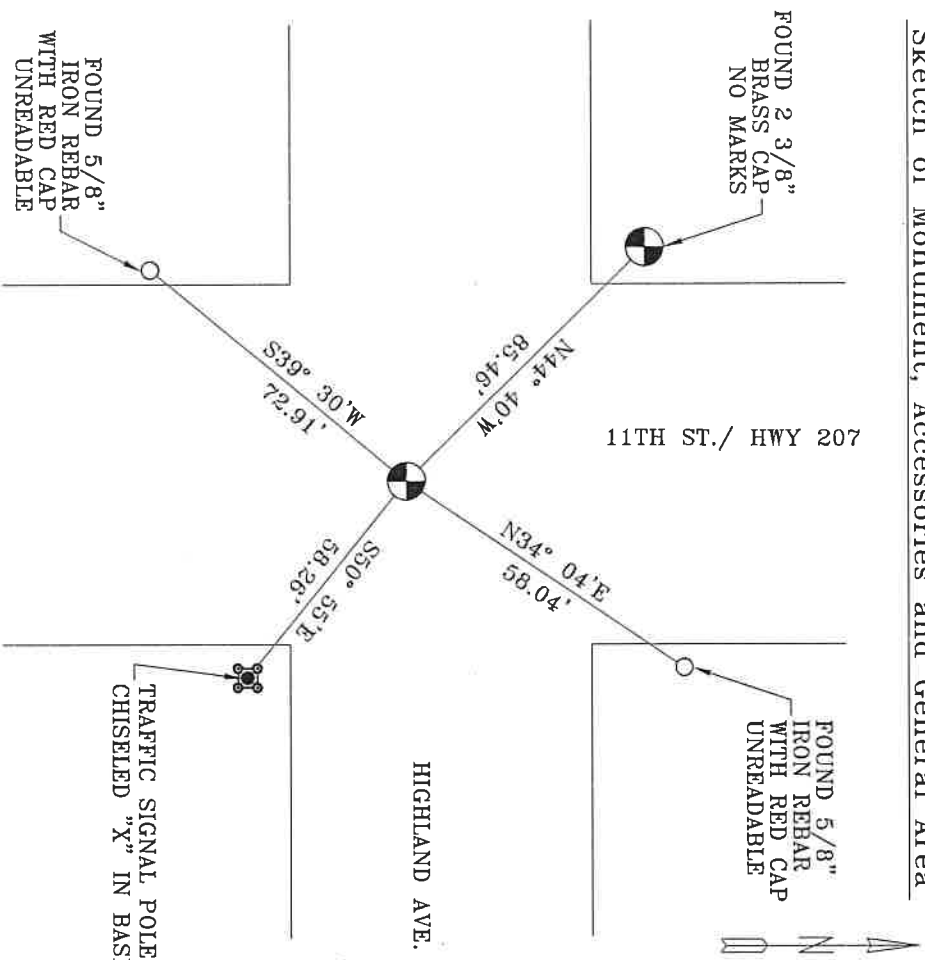 Sketch of Monument, Accessories and General Area
FOUND 2 3/8"
BRASS CAP
NO MARKS
FOUND 5/8"
IRON REBAR
WITH RED CAP
UNREADABLE
N
11TH ST./ HWY 207
N44° 40'W
85.46'
N34° 04'E
58.04'
HIGHLAND AVE.
S39° 30'W
72.91'
S50° 55'E
58.26'
FOUND 5/8"
IRON REBAR
WITH RED CAP
UNREADABLE
TRAFFIC SIGNAL POLE
CHISELED "X" IN BASE